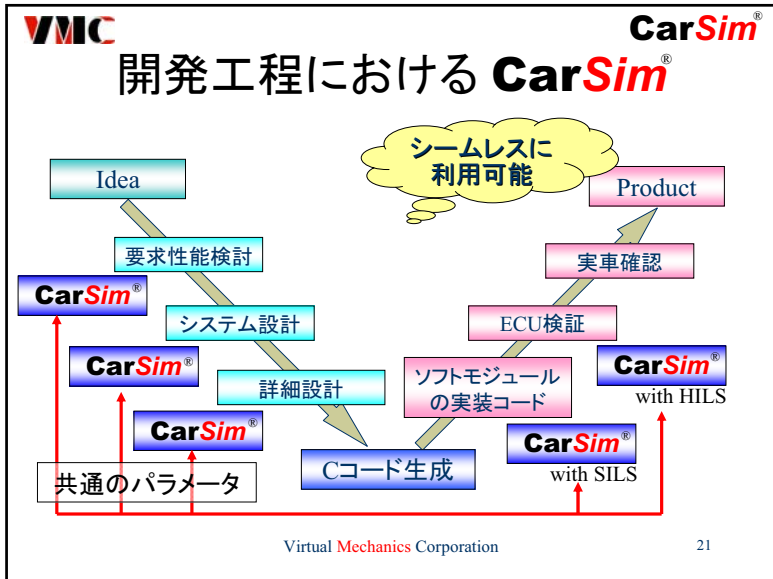 VMC
CarSim®
開発工程における CarSim®
シームレスに
利用可能
Idea
Product
要求性能検討
実車確認
CarSim®
システム設計
ECU検証
CarSim®
詳細設計
ソフトモジュール
の実装コード
CarSim®
with HILS
CarSim®
Cコード生成
CarSim®
with SILS
共通のパラメータ
Virtual Mechanics Corporation
21